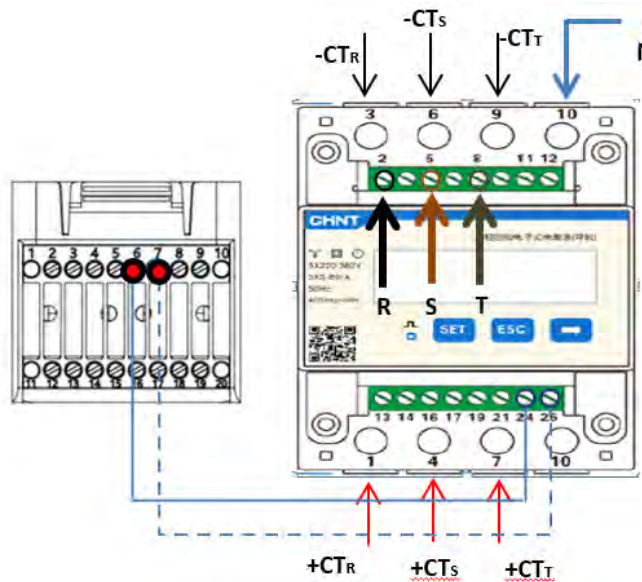 -CTS
-CTR
-CTT
3 6 9 10
2 5 8 11 12
CHNT
R S T
SET ESC
1 2 3 4 5 6 7 8 9 10
11 12 13 14 15 16 17 18 19 20
13 14 16 17 19 21 24 25
1 4 7 10
+CTR +CTS +CTT